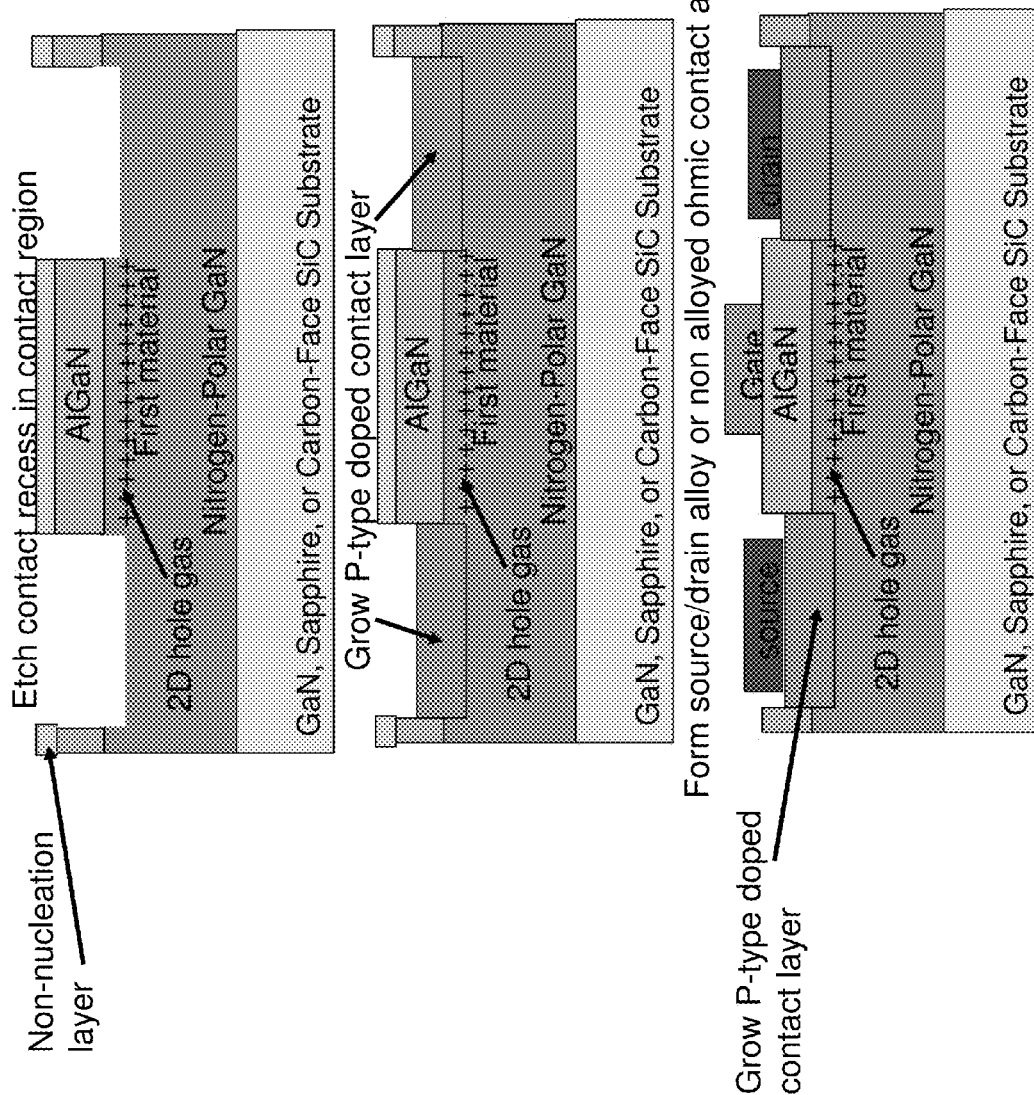 Etch contact recess in contact region
Non-nucleation
layer
AlGaN
First material
2D hole gas
Nitrogen-Polar GaN
GaN, Sapphire, or Carbon-Face SiC Substrate
Grow P-type doped contact layer
AlGaN
First material
2D hole gas
Nitrogen-Polar GaN
GaN, Sapphire, or Carbon-Face SiC Substrate
Form source/drain alloy or non alloyed ohmic contact a
Grow P-type doped
contact layer
source
Gate
drain
AlGaN
First material
2D hole gas
Nitrogen-Polar GaN
GaN, Sapphire, or Carbon-Face SiC Substrate